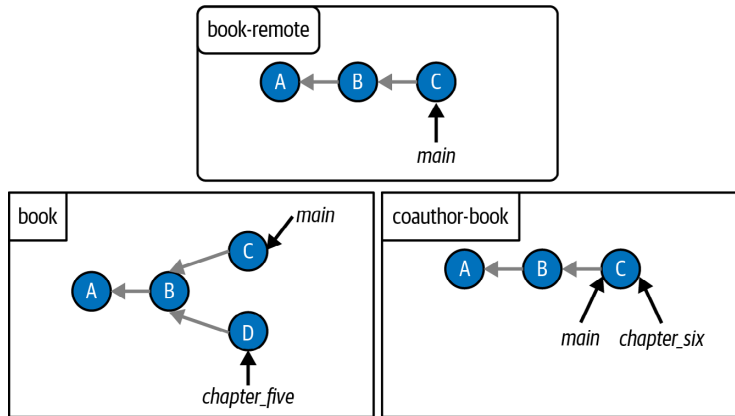 book-remote
A
B
C
main
book
main
C
A
B
D
chapter_five
coauthor-book
A
B
C
main
chapter_six